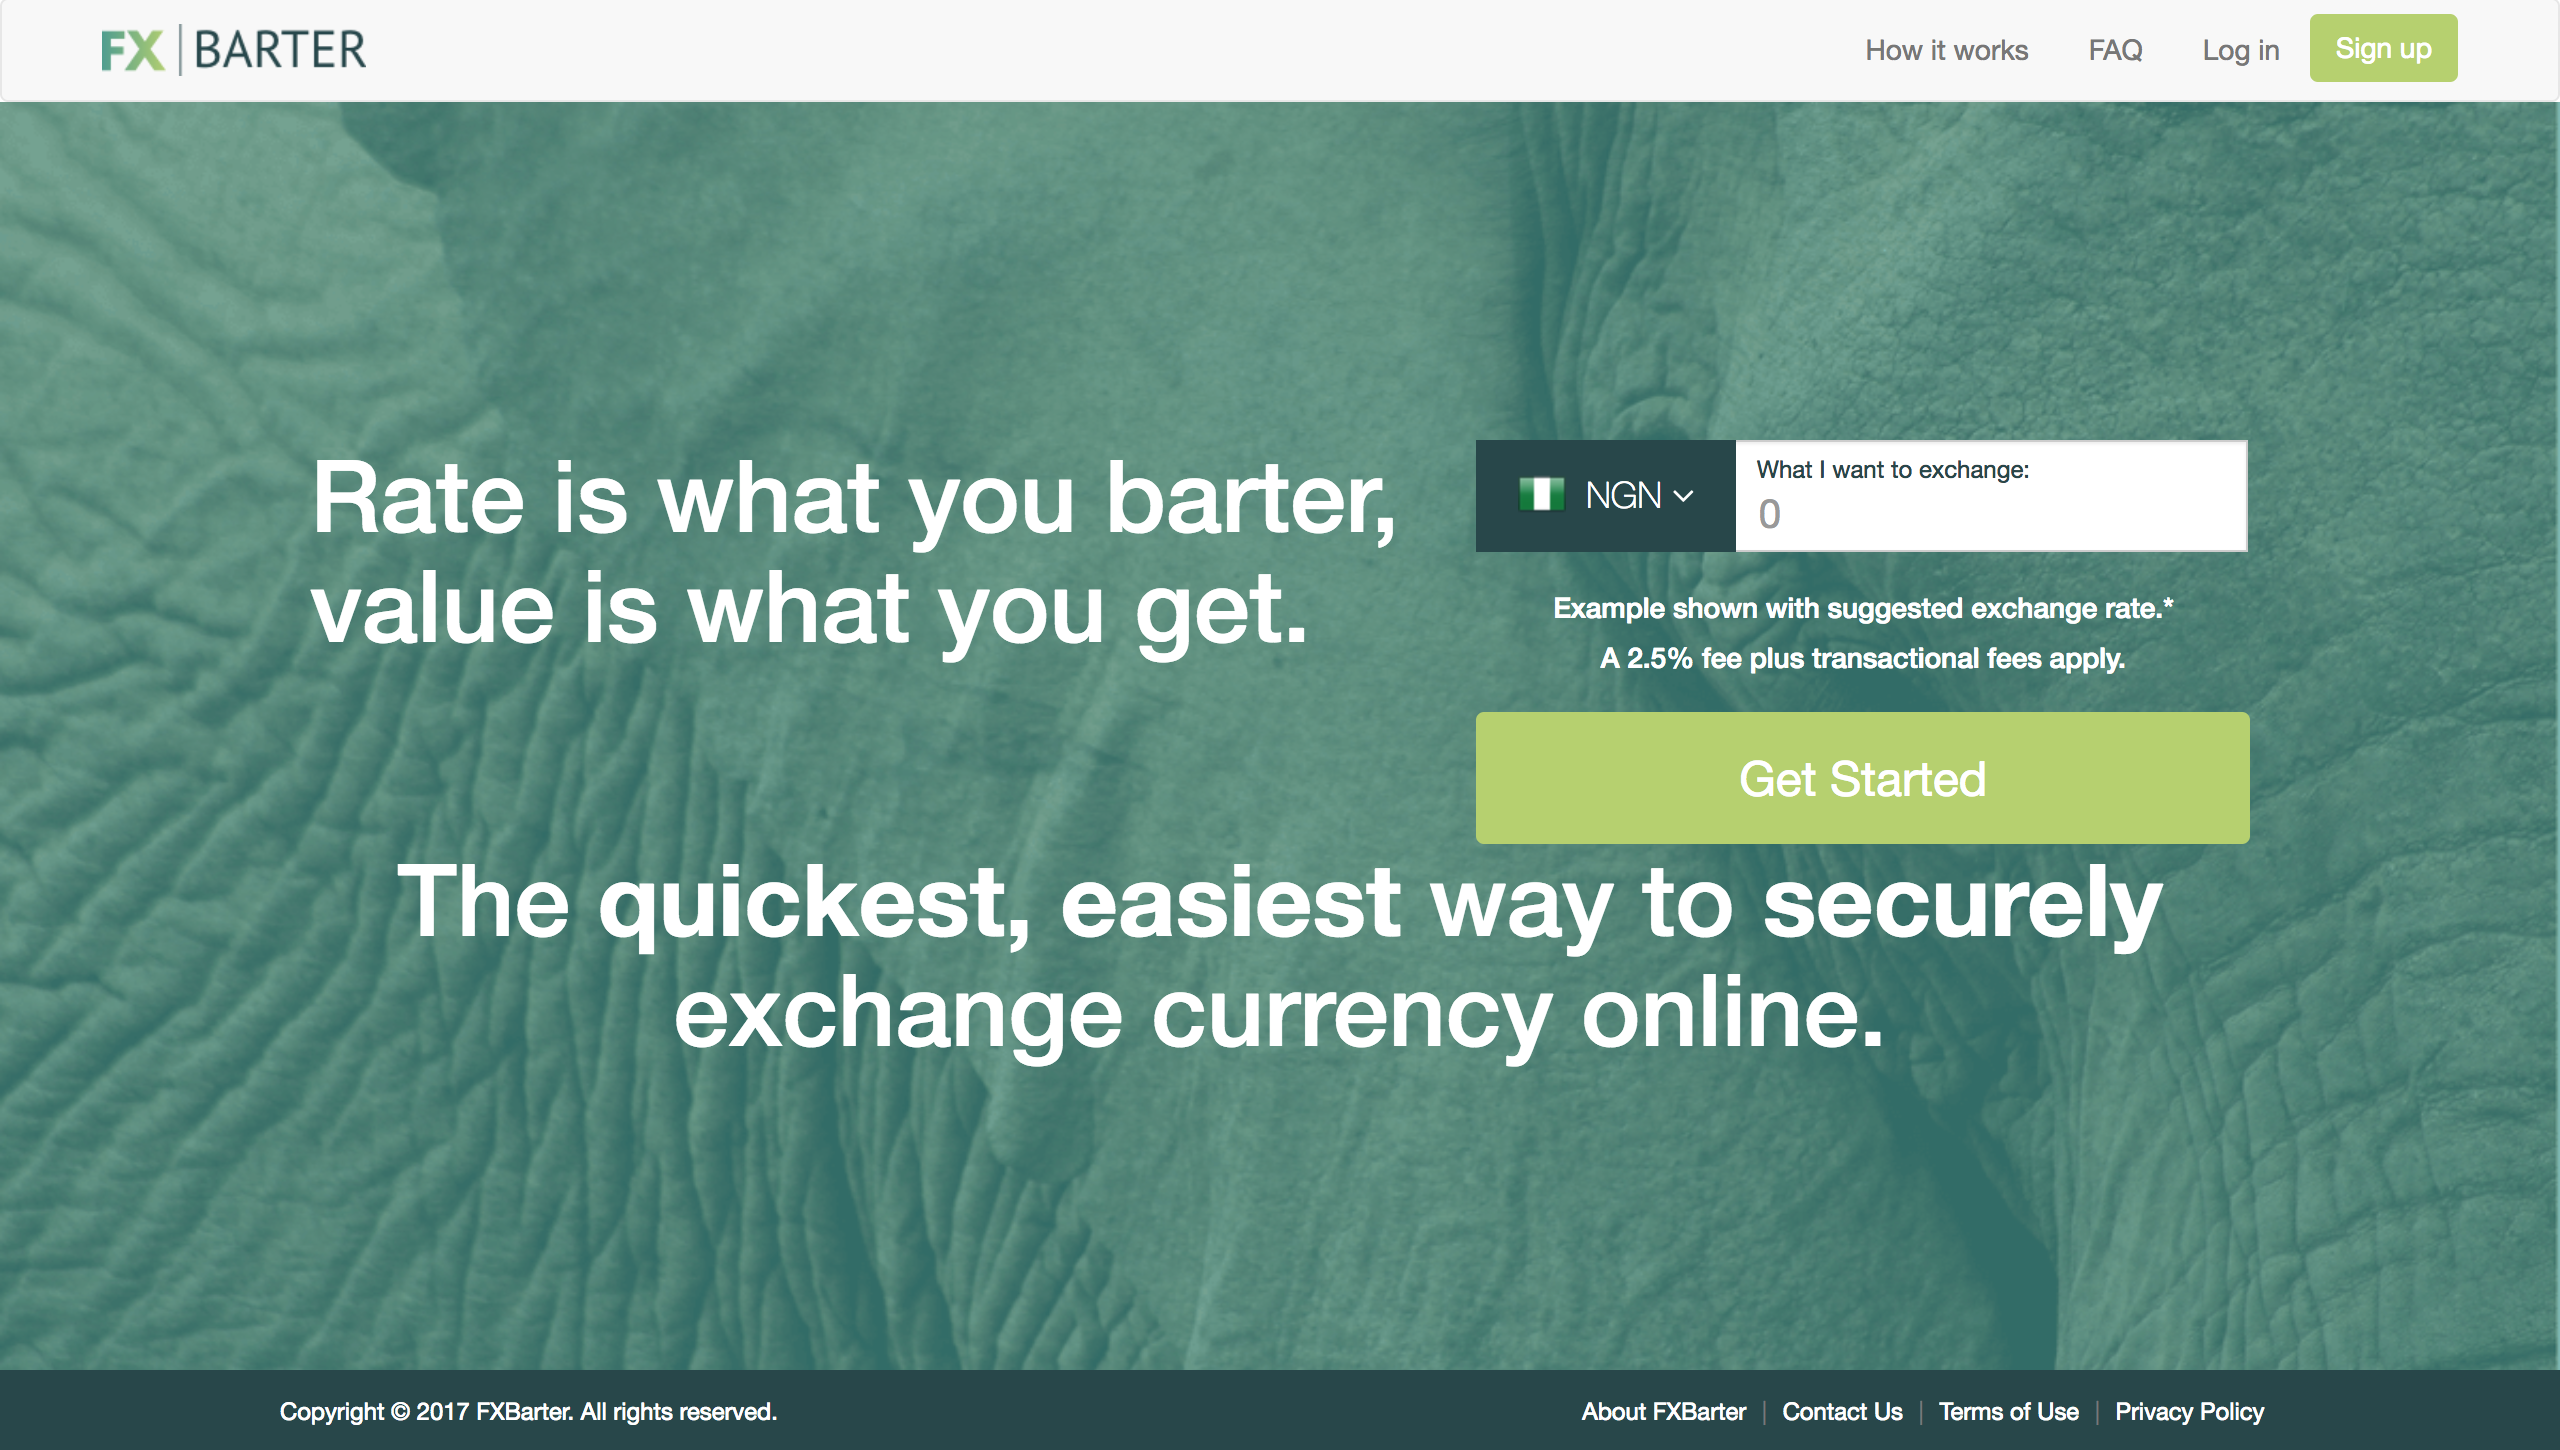 FX | BARTER
How it works
FAQ
Log in
Sign up
Rate is what you barter,
value is what you get.
NGN
What I want to exchange:
0
Example shown with suggested exchange rate.*
A 2.5% fee plus transactional fees apply.
Get Started
The quickest, easiest way to securely
exchange currency online.
Copyright © 2017 FXBarter. All rights reserved.
About FXBarter | Contact Us | Terms of Use | Privacy Policy